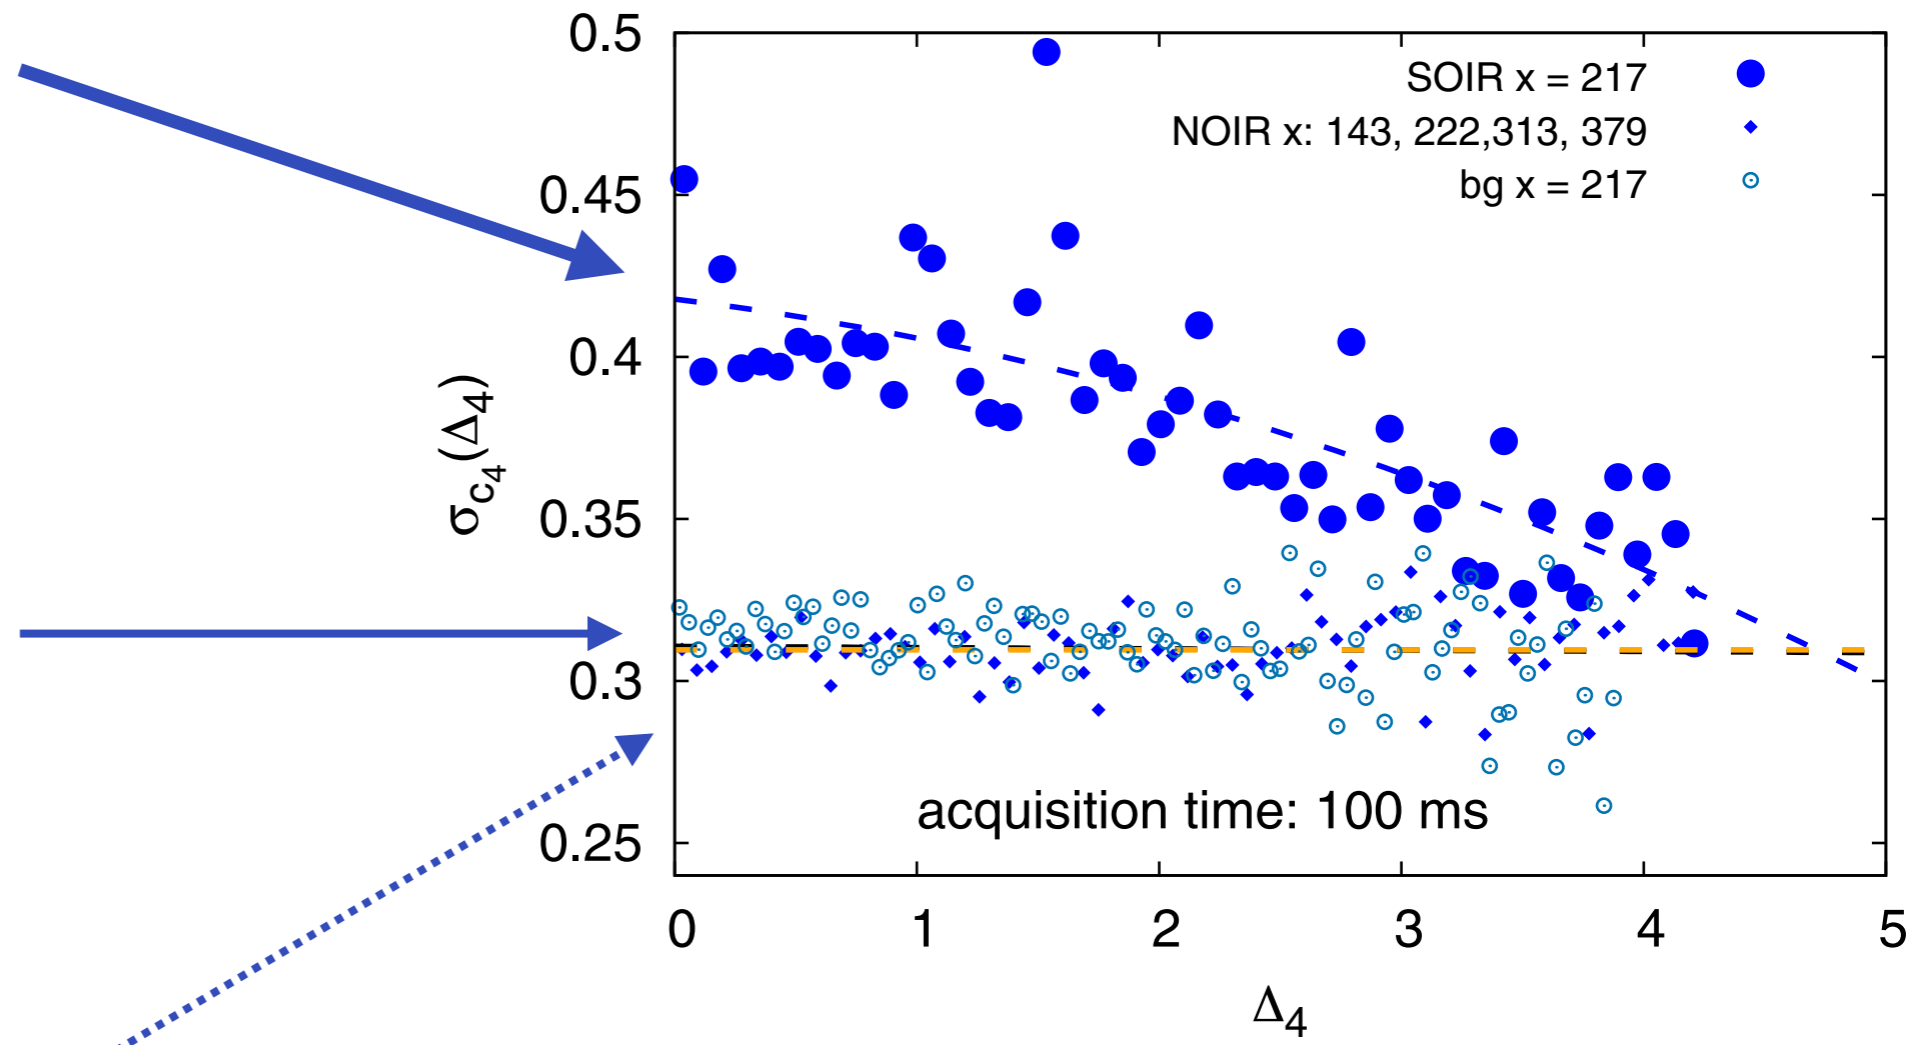 0.5
0.45
0.4
0.35
0.3
0.25
σc4(Δ4)
SOIR x = 217
NOIR x: 143, 222,313, 379
bg x = 217
acquisition time: 100 ms
0 1 2 3 4 5
Δ4